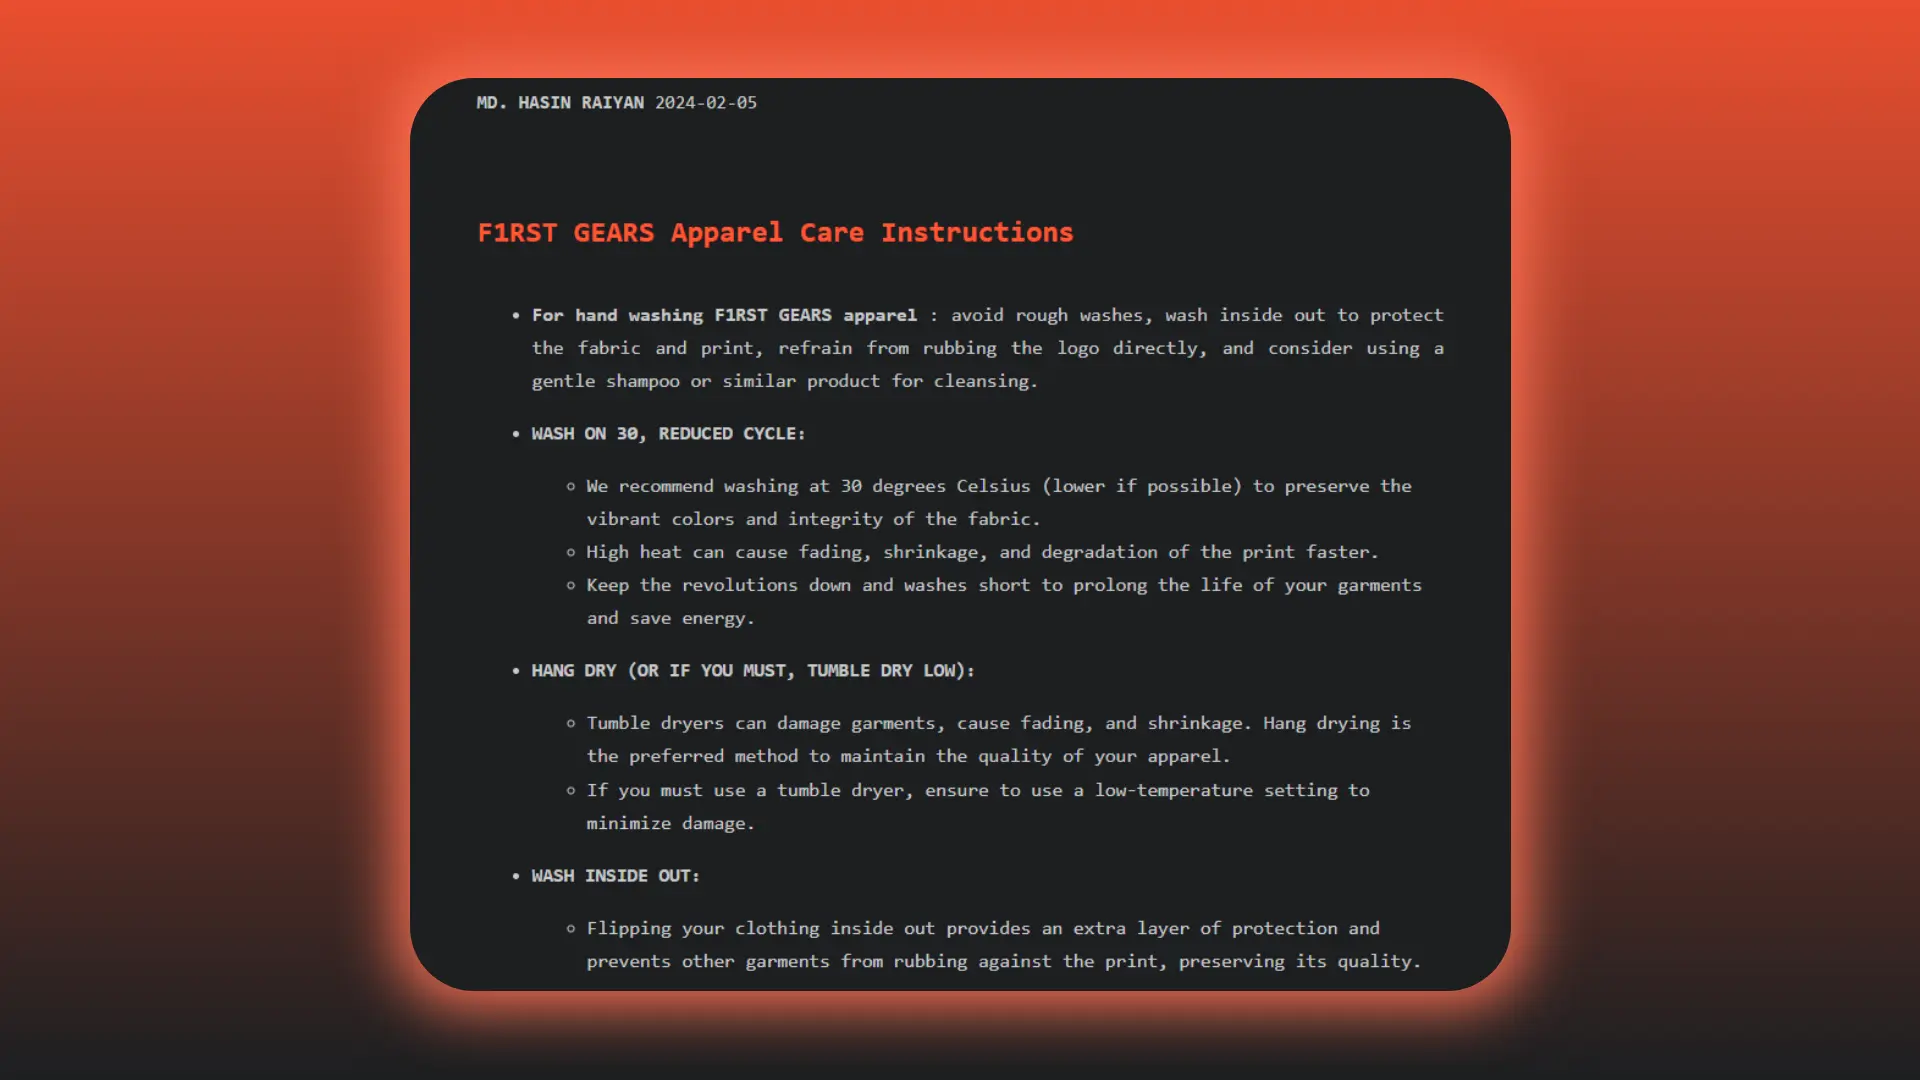 MD. HASIN RAIYAN 2024-02-05
F1RST GEARS Apparel Care Instructions
• For hand washing F1RST GEARS apparel : avoid rough washes, wash inside out to protect
the fabric and print, refrain from rubbing the logo directly, and consider using a
gentle shampoo or similar product for cleansing.
• WASH ON 30, REDUCED CYCLE:
◦ We recommend washing at 30 degrees Celsius (lower if possible) to preserve the
vibrant colors and integrity of the fabric.
◦ High heat can cause fading, shrinkage, and degradation of the print faster.
◦ Keep the revolutions down and washes short to prolong the life of your garments
and save energy.
• HANG DRY (OR IF YOU MUST, TUMBLE DRY LOW):
◦ Tumble dryers can damage garments, cause fading, and shrinkage. Hang drying is
the preferred method to maintain the quality of your apparel.
◦ If you must use a tumble dryer, ensure to use a low-temperature setting to
minimize damage.
• WASH INSIDE OUT:
◦ Flipping your clothing inside out provides an extra layer of protection and
prevents other garments from rubbing against the print, preserving its quality.